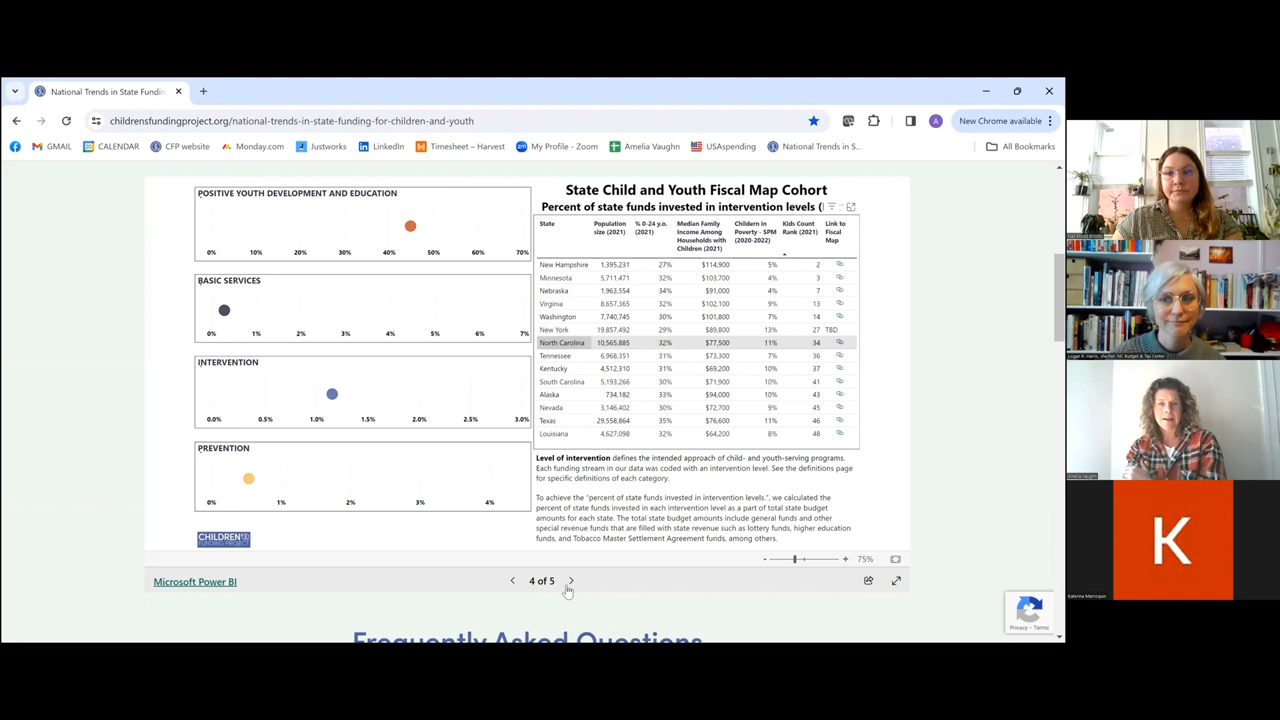 National Trends in State Fundin
New Chrome available
childrensfundingproject.org/national-trends-in-state-funding-for-children-and-youth
GMAIL
CALENDAR
CFP website
Monday.com
Justworks
LinkedIn
Timesheet – Harvest
My Profile - Zoom
Amelia Vaughn
USAspending
National Trends in S...
All Bookmarks
POSITIVE YOUTH DEVELOPMENT AND EDUCATION
0% 10% 20% 30% 40% 50% 60% 70%
BASIC SERVICES
0% 1% 2% 3% 4% 5% 6% 7%
INTERVENTION
0.0% 0.5% 1.0% 1.5% 2.0% 2.5% 3.0%
PREVENTION
0% 1% 2% 3% 4%
CHILDREN'S
FUNDING PROJECT
State Child and Youth Fiscal Map Cohort
Percent of state funds invested in intervention levels (
State Population size (2021) % 0-24 y.o. (2021) Median Family Income Among Households with Children (2021) Childern in Poverty - SPM (2020-2022) Kids Count Rank (2021) Link to Fiscal Map
New Hampshire 1,395,231 27% $114,900 5% 2
Minnesota 5,711,471 32% $103,700 4% 3
Nebraska 1,963,554 34% $91,000 4% 7
Virginia 8,657,365 32% $102,100 9% 13
Washington 7,740,745 30% $101,800 7% 14
New York 19,857,492 29% $89,800 13% 27 TBD
North Carolina 10,565,885 32% $77,500 11% 34
Tennessee 6,968,351 31% $73,300 7% 36
Kentucky 4,512,310 31% $69,200 10% 37
South Carolina 5,193,266 30% $71,900 10% 41
Alaska 734,182 33% $94,000 10% 43
Nevada 3,146,402 30% $72,700 9% 45
Texas 29,558,864 35% $76,600 11% 46
Louisiana 4,627,098 32% $64,200 8% 48
Level of intervention defines the intended approach of child- and youth-serving programs.
Each funding stream in our data was coded with an intervention level. See the definitions page
for specific definitions of each category.
To achieve the "percent of state funds invested in intervention levels.", we calculated the
percent of state funds invested in each intervention level as a part of total state budget
amounts for each state. The total state budget amounts include general funds and other
special revenue funds that are filled with state revenue such as lottery funds, higher education
funds, and Tobacco Master Settlement Agreement funds, among others.
- + 75%
Microsoft Power BI
4 of 5
Privacy - Terms
Frequently Asked Questions
Logan R. Harris, she/her, NC Budget & Tax Center
Amelia Vaughn
K
Katerina Marroquin